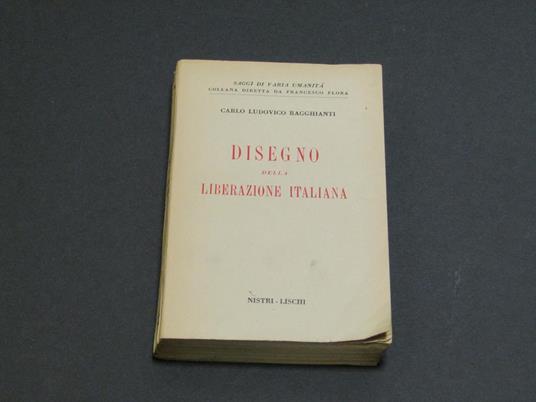 SAGGI DI VARIA UMANITÀ
COLLANA DIRETTA DA FRANCESCO FLORA
CARLO LUDOVICO RAGGHIANTI
DISEGNO
DELLA
LIBERAZIONE ITALIANA
NISTRI - LISCHI